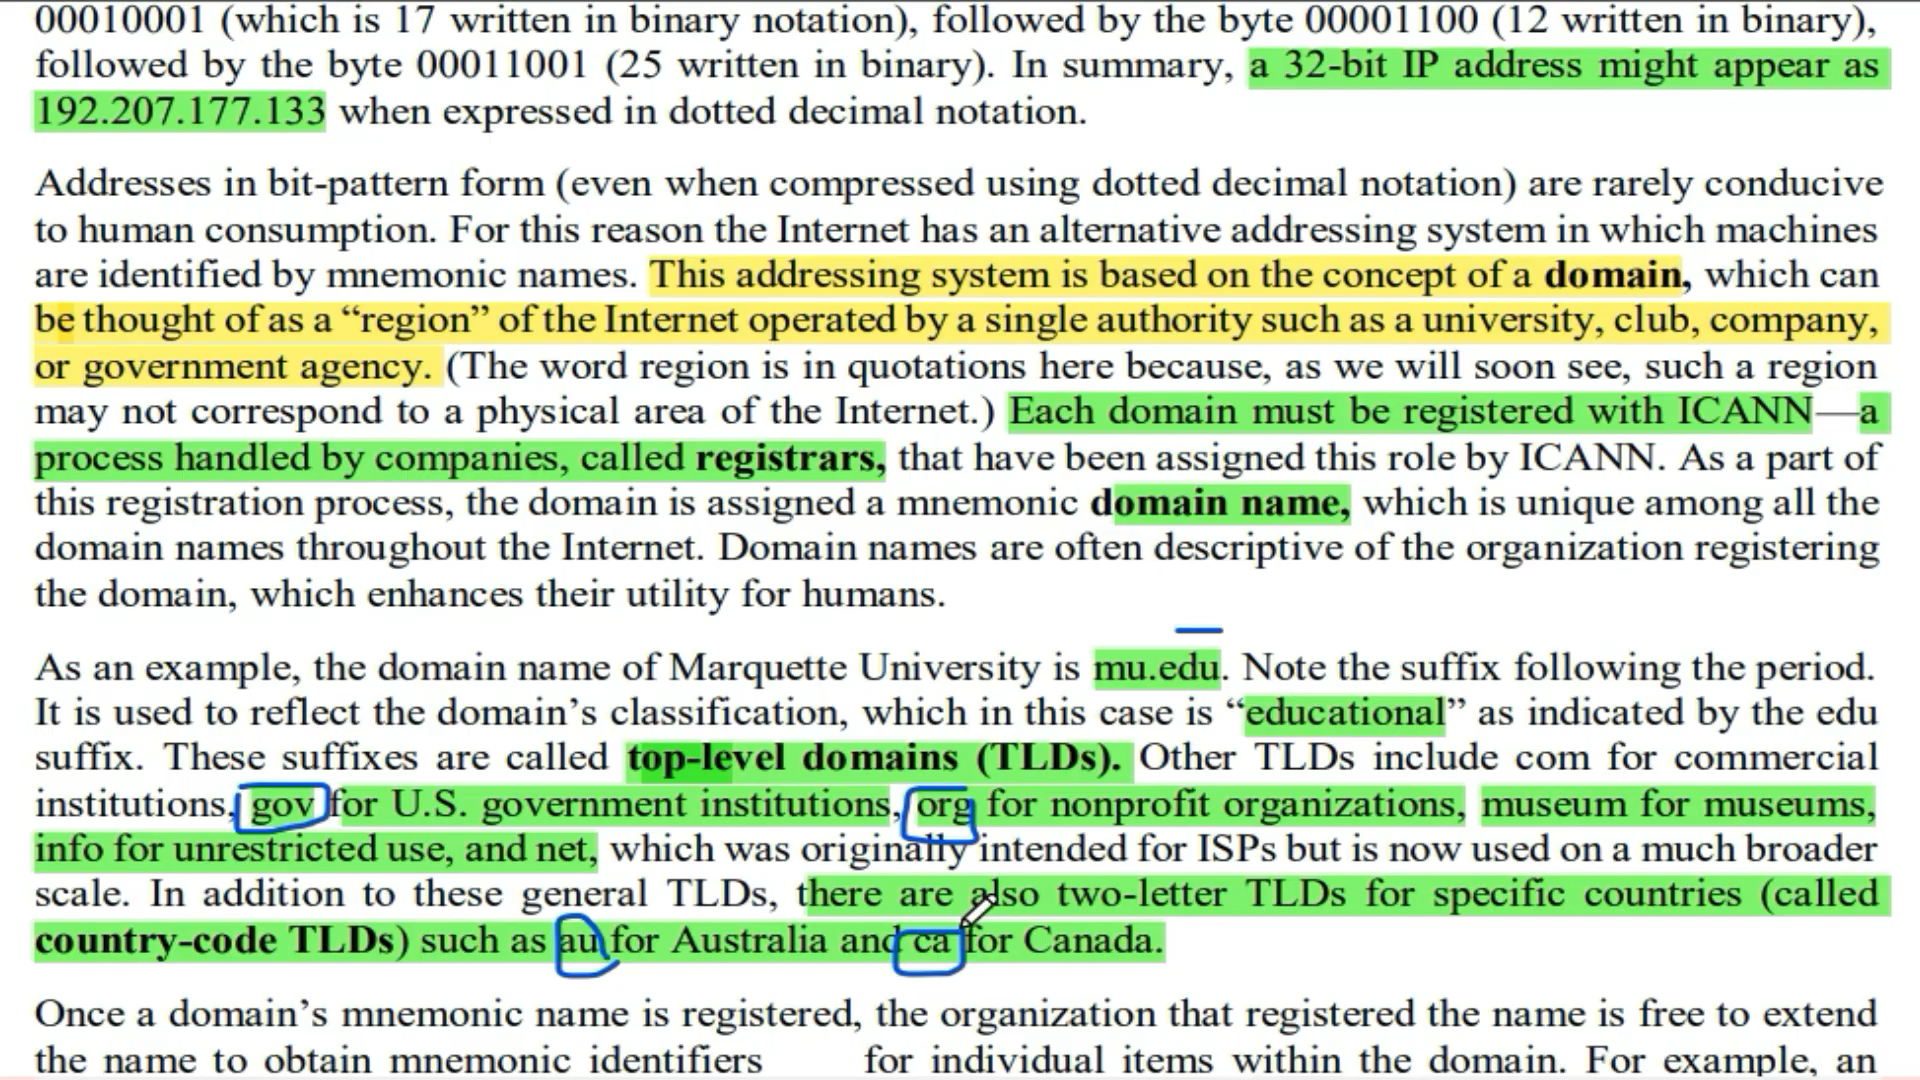 00010001 (which is 17 written in binary notation), followed by the byte 00001100 (12 written in binary),
followed by the byte 00011001 (25 written in binary). In summary, a 32-bit IP address might appear as
192.207.177.133 when expressed in dotted decimal notation.
Addresses in bit-pattern form (even when compressed using dotted decimal notation) are rarely conducive
to human consumption. For this reason the Internet has an alternative addressing system in which machines
are identified by mnemonic names. This addressing system is based on the concept of a domain, which can
be thought of as a “region” of the Internet operated by a single authority such as a university, club, company,
or government agency. (The word region is in quotations here because, as we will soon see, such a region
may not correspond to a physical area of the Internet.) Each domain must be registered with ICANN—a
process handled by companies, called registrars, that have been assigned this role by ICANN. As a part of
this registration process, the domain is assigned a mnemonic domain name, which is unique among all the
domain names throughout the Internet. Domain names are often descriptive of the organization registering
the domain, which enhances their utility for humans.
As an example, the domain name of Marquette University is mu.edu. Note the suffix following the period.
It is used to reflect the domain’s classification, which in this case is “educational” as indicated by the edu
suffix. These suffixes are called top-level domains (TLDs). Other TLDs include com for commercial
institutions, gov for U.S. government institutions, org for nonprofit organizations, museum for museums,
info for unrestricted use, and net, which was originally intended for ISPs but is now used on a much broader
scale. In addition to these general TLDs, there are also two-letter TLDs for specific countries (called
country-code TLDs) such as au for Australia and ca for Canada.
Once a domain’s mnemonic name is registered, the organization that registered the name is free to extend
the name to obtain mnemonic identifiers for individual items within the domain. For example, an